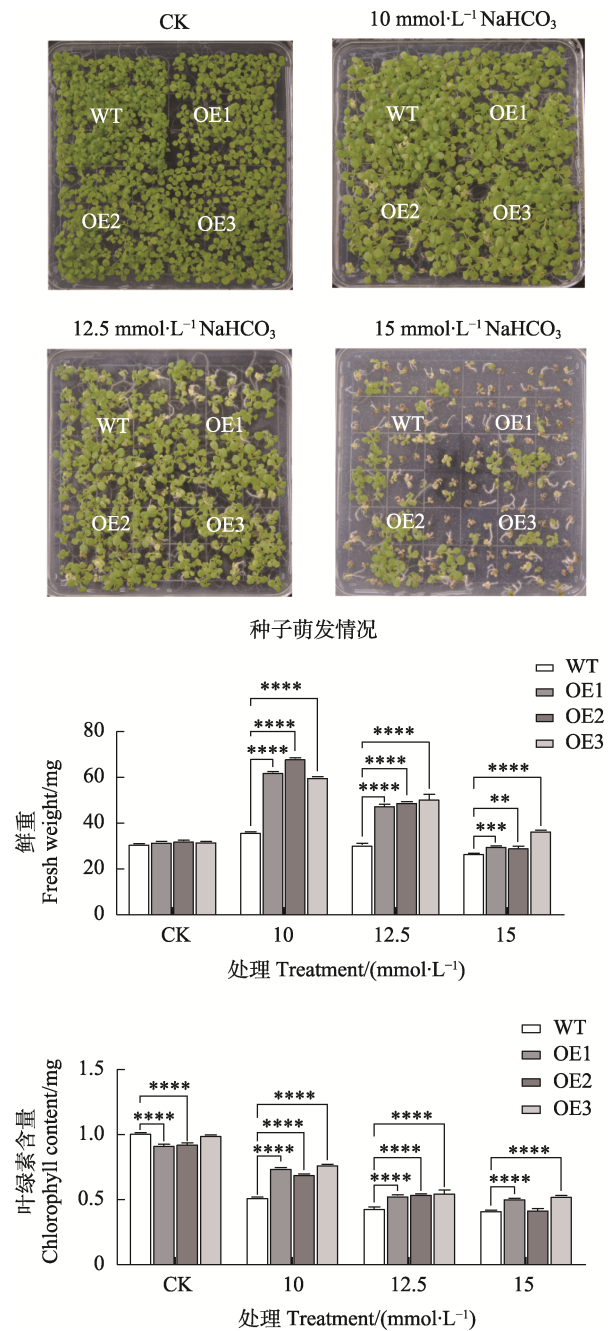 CK
10 mmol·L⁻¹ NaHCO₃
WT
OE1
OE2
OE3
WT
OE1
OE2
OE3
12.5 mmol·L⁻¹ NaHCO₃
15 mmol·L⁻¹ NaHCO₃
WT
OE1
OE2
OE3
WT
OE1
OE2
OE3
种子萌发情况
WT
OE1
OE2
OE3
鲜重
Fresh weight/mg
80
60
40
20
0
****
****
****
****
****
****
****
**
***
CK
10
12.5
15
处理 Treatment/(mmol·L⁻¹)
WT
OE1
OE2
OE3
叶绿素含量
Chlorophyll content/mg
1.5
1.0
0.5
0
****
****
****
****
****
****
****
****
****
****
CK
10
12.5
15
处理 Treatment/(mmol·L⁻¹)